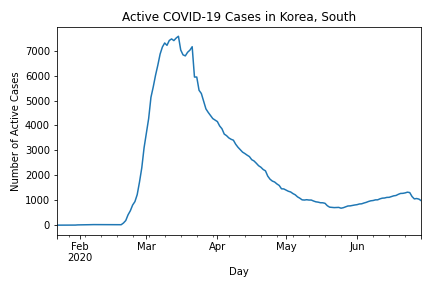 Active COVID-19 Cases in Korea, South
Number of Active Cases
7000
6000
5000
4000
3000
2000
1000
0
Feb Mar Apr May Jun
2020
Day